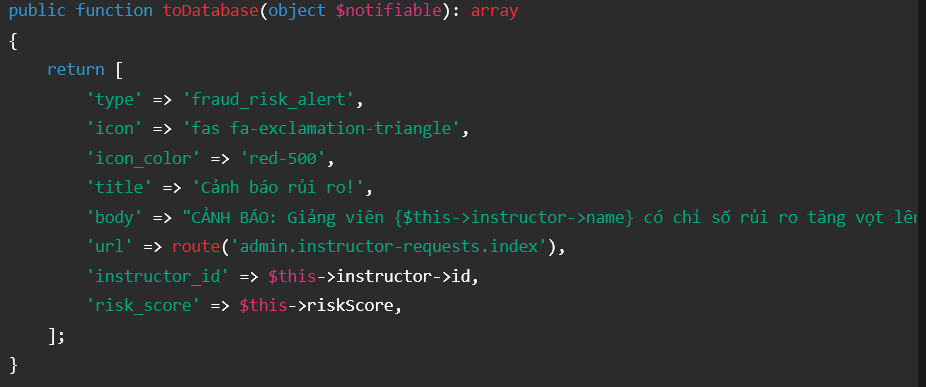 public function toDatabase(object $notifiable): array
{
    return [
        'type' => 'fraud_risk_alert',
        'icon' => 'fas fa-exclamation-triangle',
        'icon_color' => 'red-500',
        'title' => 'Cảnh báo rủi ro!',
        'body' => "CẢNH BÁO: Giảng viên {$this->instructor->name} có chỉ số rủi ro tăng vọt lên
        'url' => route('admin.instructor-requests.index'),
        'instructor_id' => $this->instructor->id,
        'risk_score' => $this->riskScore,
    ];
}